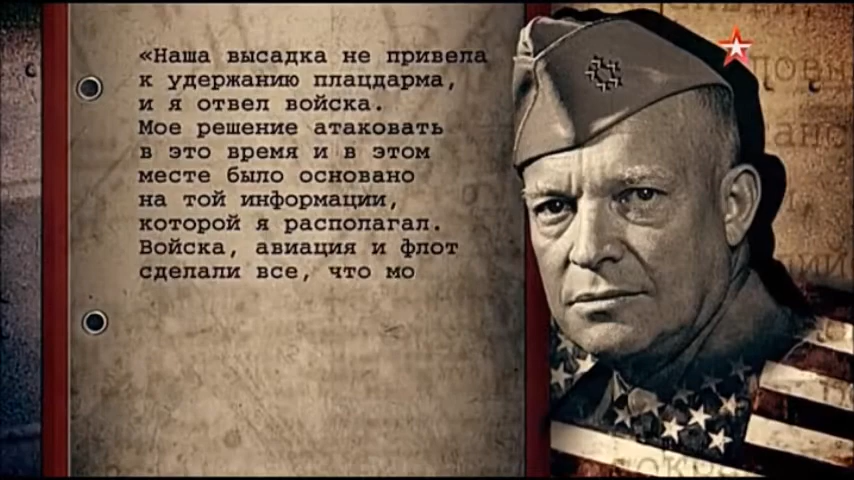 «Наша высадка не привела
к удержанию плацдарма,
и я отвел войска.
Мое решение атаковать
в это время и в этом
месте было основано
на той информации,
которой я располагал.
Войска, авиация и флот
сделали все, что мо